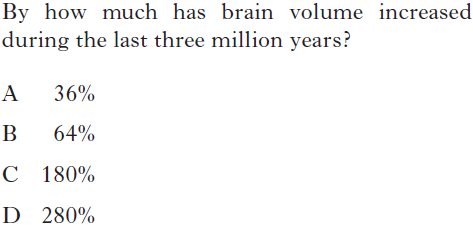 By how much has brain volume increased
during the last three million years?
A 36%
B 64%
C 180%
D 280%